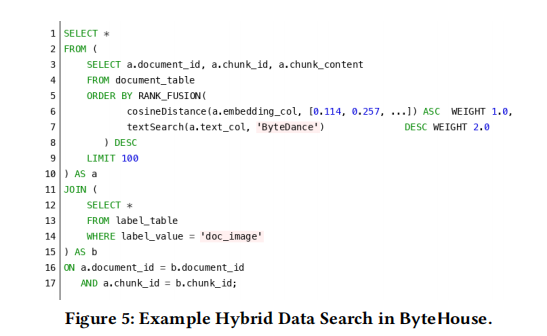 1 SELECT *
2 FROM (
3     SELECT a.document_id, a.chunk_id, a.chunk_content
4     FROM document_table
5     ORDER BY RANK_FUSION(
6            cosineDistance(a.embedding_col, [0.114, 0.257, ...]) ASC  WEIGHT 1.0,
7            textSearch(a.text_col, 'ByteDance')               DESC WEIGHT 2.0
8        ) DESC
9     LIMIT 100
10 ) AS a
11 JOIN (
12     SELECT *
13     FROM label_table
14     WHERE label_value = 'doc_image'
15 ) AS b
16 ON a.document_id = b.document_id
17    AND a.chunk_id = b.chunk_id;
Figure 5: Example Hybrid Data Search in ByteHouse.